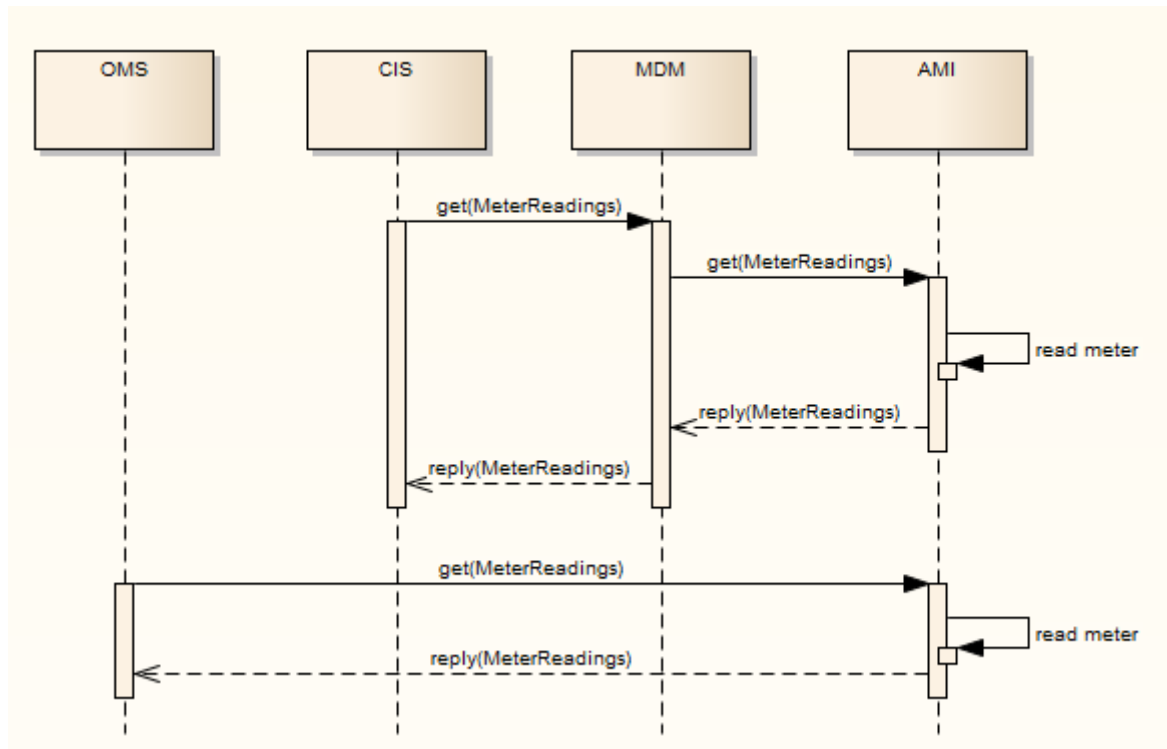 OMS
CIS
MDM
AMI
get(MeterReadings)
get(MeterReadings)
read meter
reply(MeterReadings)
reply(MeterReadings)
get(MeterReadings)
read meter
reply(MeterReadings)